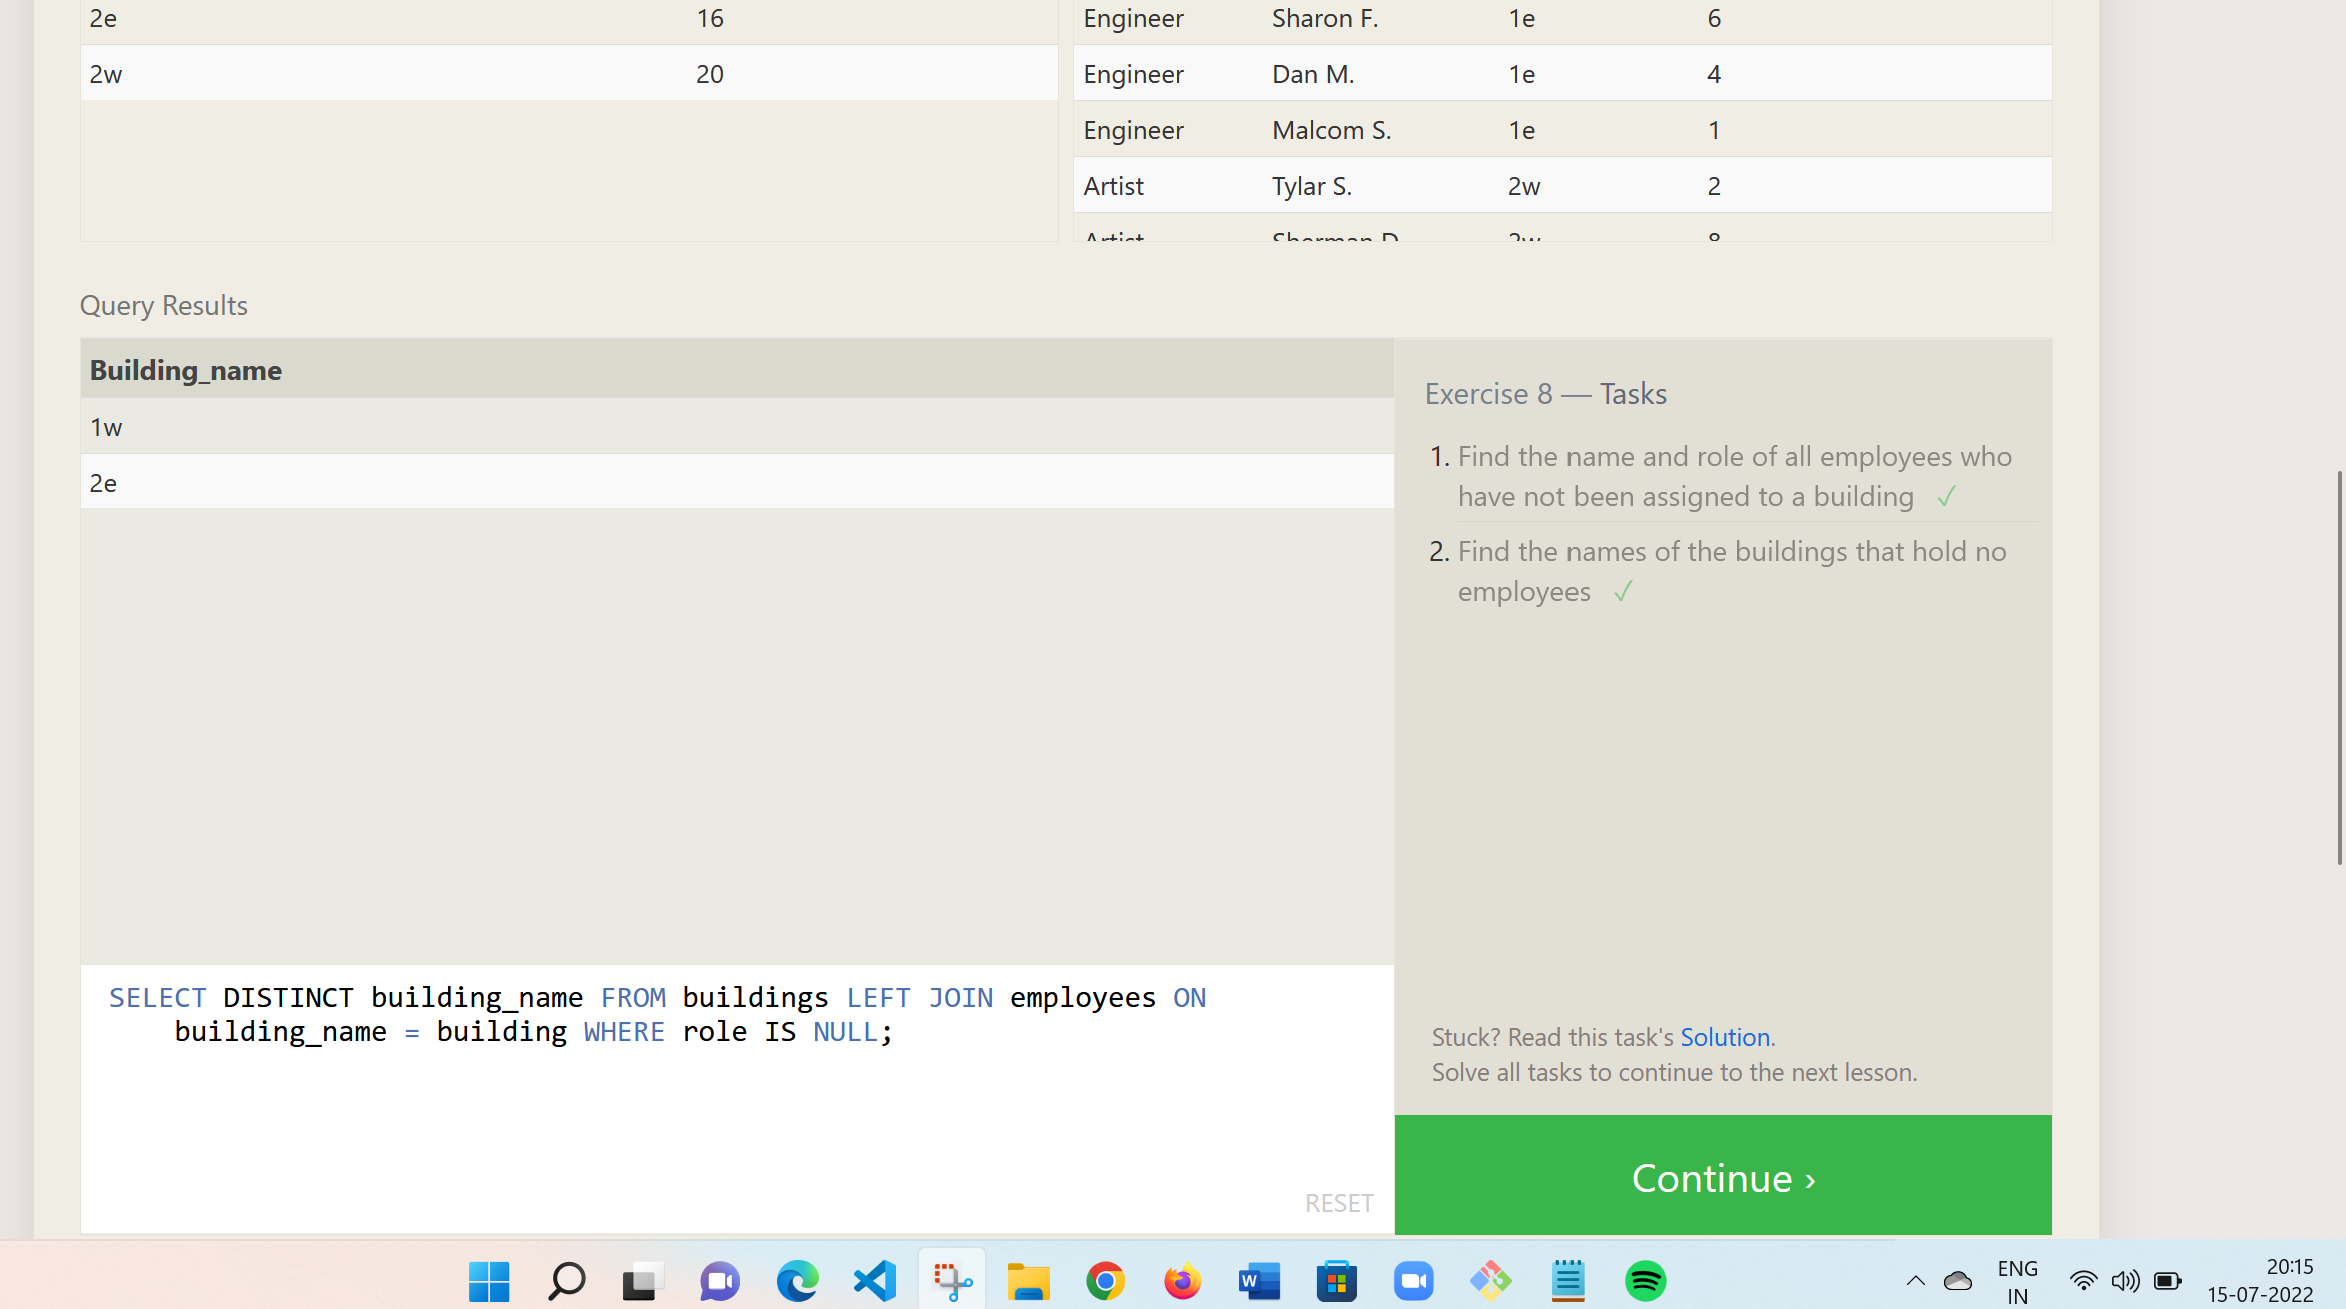 2e 16
2w 20
Engineer Sharon F. 1e 6
Engineer Dan M. 1e 4
Engineer Malcom S. 1e 1
Artist Tylar S. 2w 2
Artist Sherman D. 2w 8
Query Results
Building_name
1w
2e
SELECT DISTINCT building_name FROM buildings LEFT JOIN employees ON
building_name = building WHERE role IS NULL;
RESET
Exercise 8 — Tasks
1. Find the name and role of all employees who
have not been assigned to a building ✓
2. Find the names of the buildings that hold no
employees ✓
Stuck? Read this task's Solution.
Solve all tasks to continue to the next lesson.
Continue ›
W
ENG
IN
20:15
15-07-2022